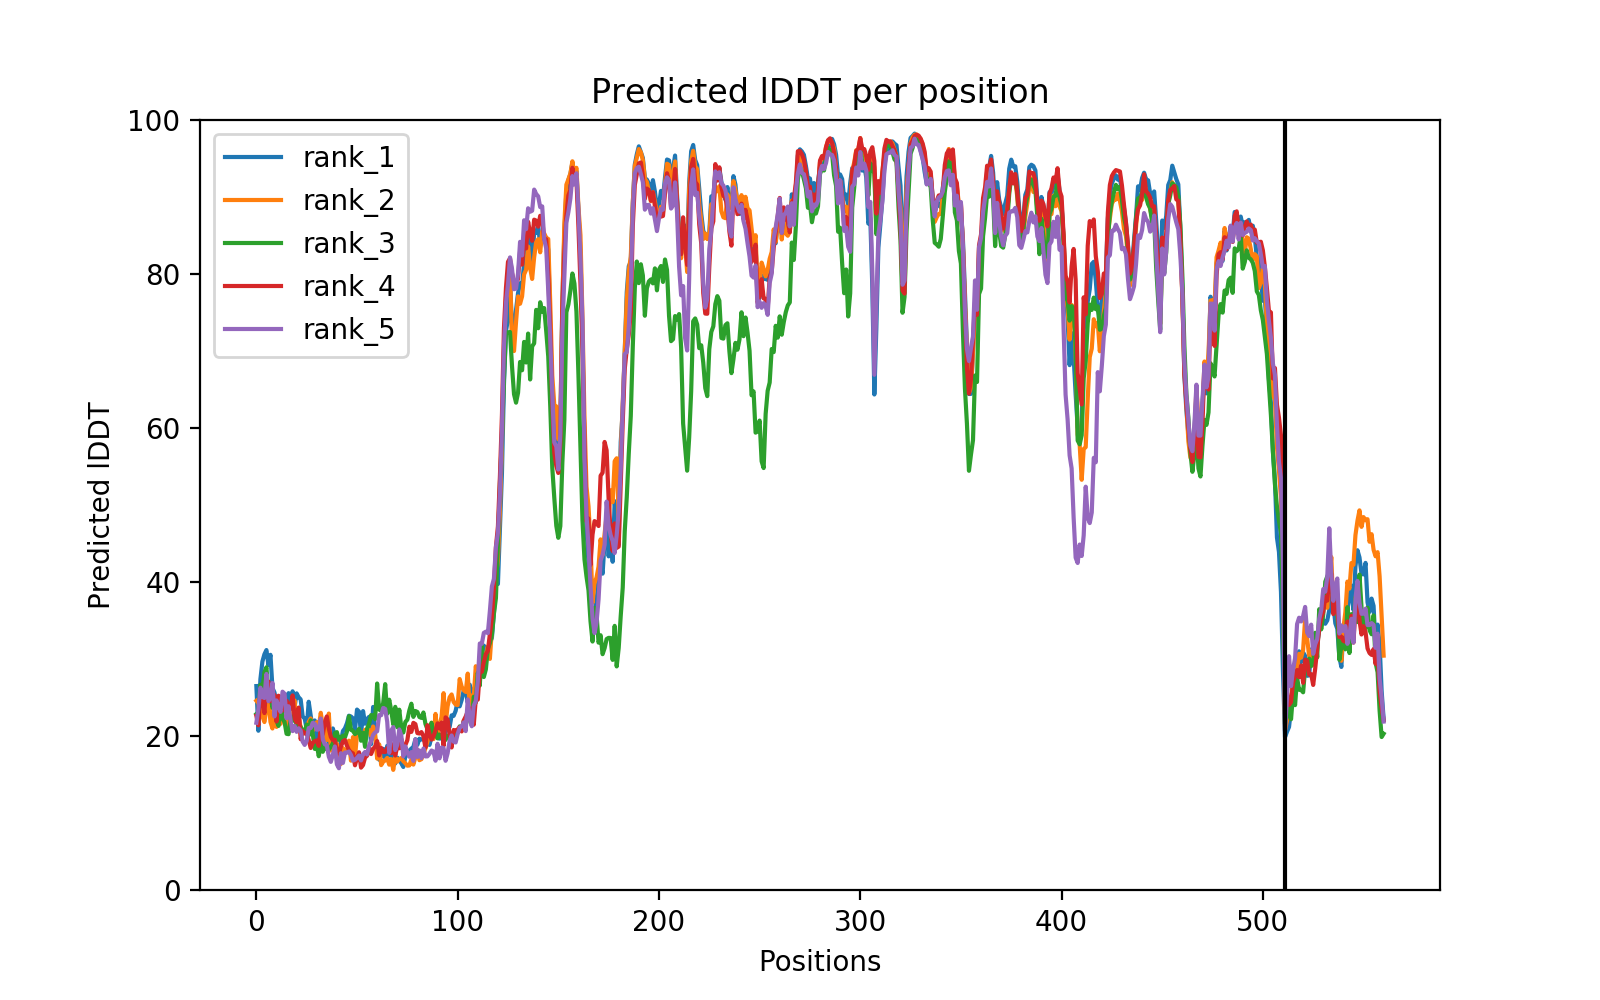 Predicted lDDT per position
100
80
60
40
20
0
Predicted lDDT
rank_1
rank_2
rank_3
rank_4
rank_5
0 100 200 300 400 500
Positions